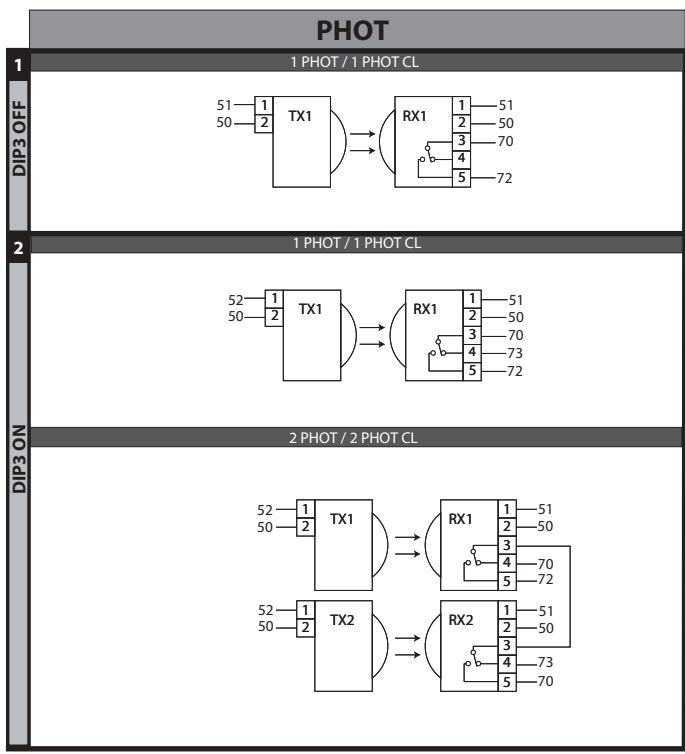 PHOT
1
1 PHOT / 1 PHOT CL
DIP3 OFF
51 1 TX1 RX1 1 51
50 2 2 50
3 70
4
5 72
2
1 PHOT / 1 PHOT CL
DIP3 ON
52 1 TX1 RX1 1 51
50 2 2 50
3 70
4 73
5 72
2 PHOT / 2 PHOT CL
52 1 TX1 RX1 1 51
50 2 2 50
3
4 70
5 72
52 1 TX2 RX2 1 51
50 2 2 50
3
4 73
5 70